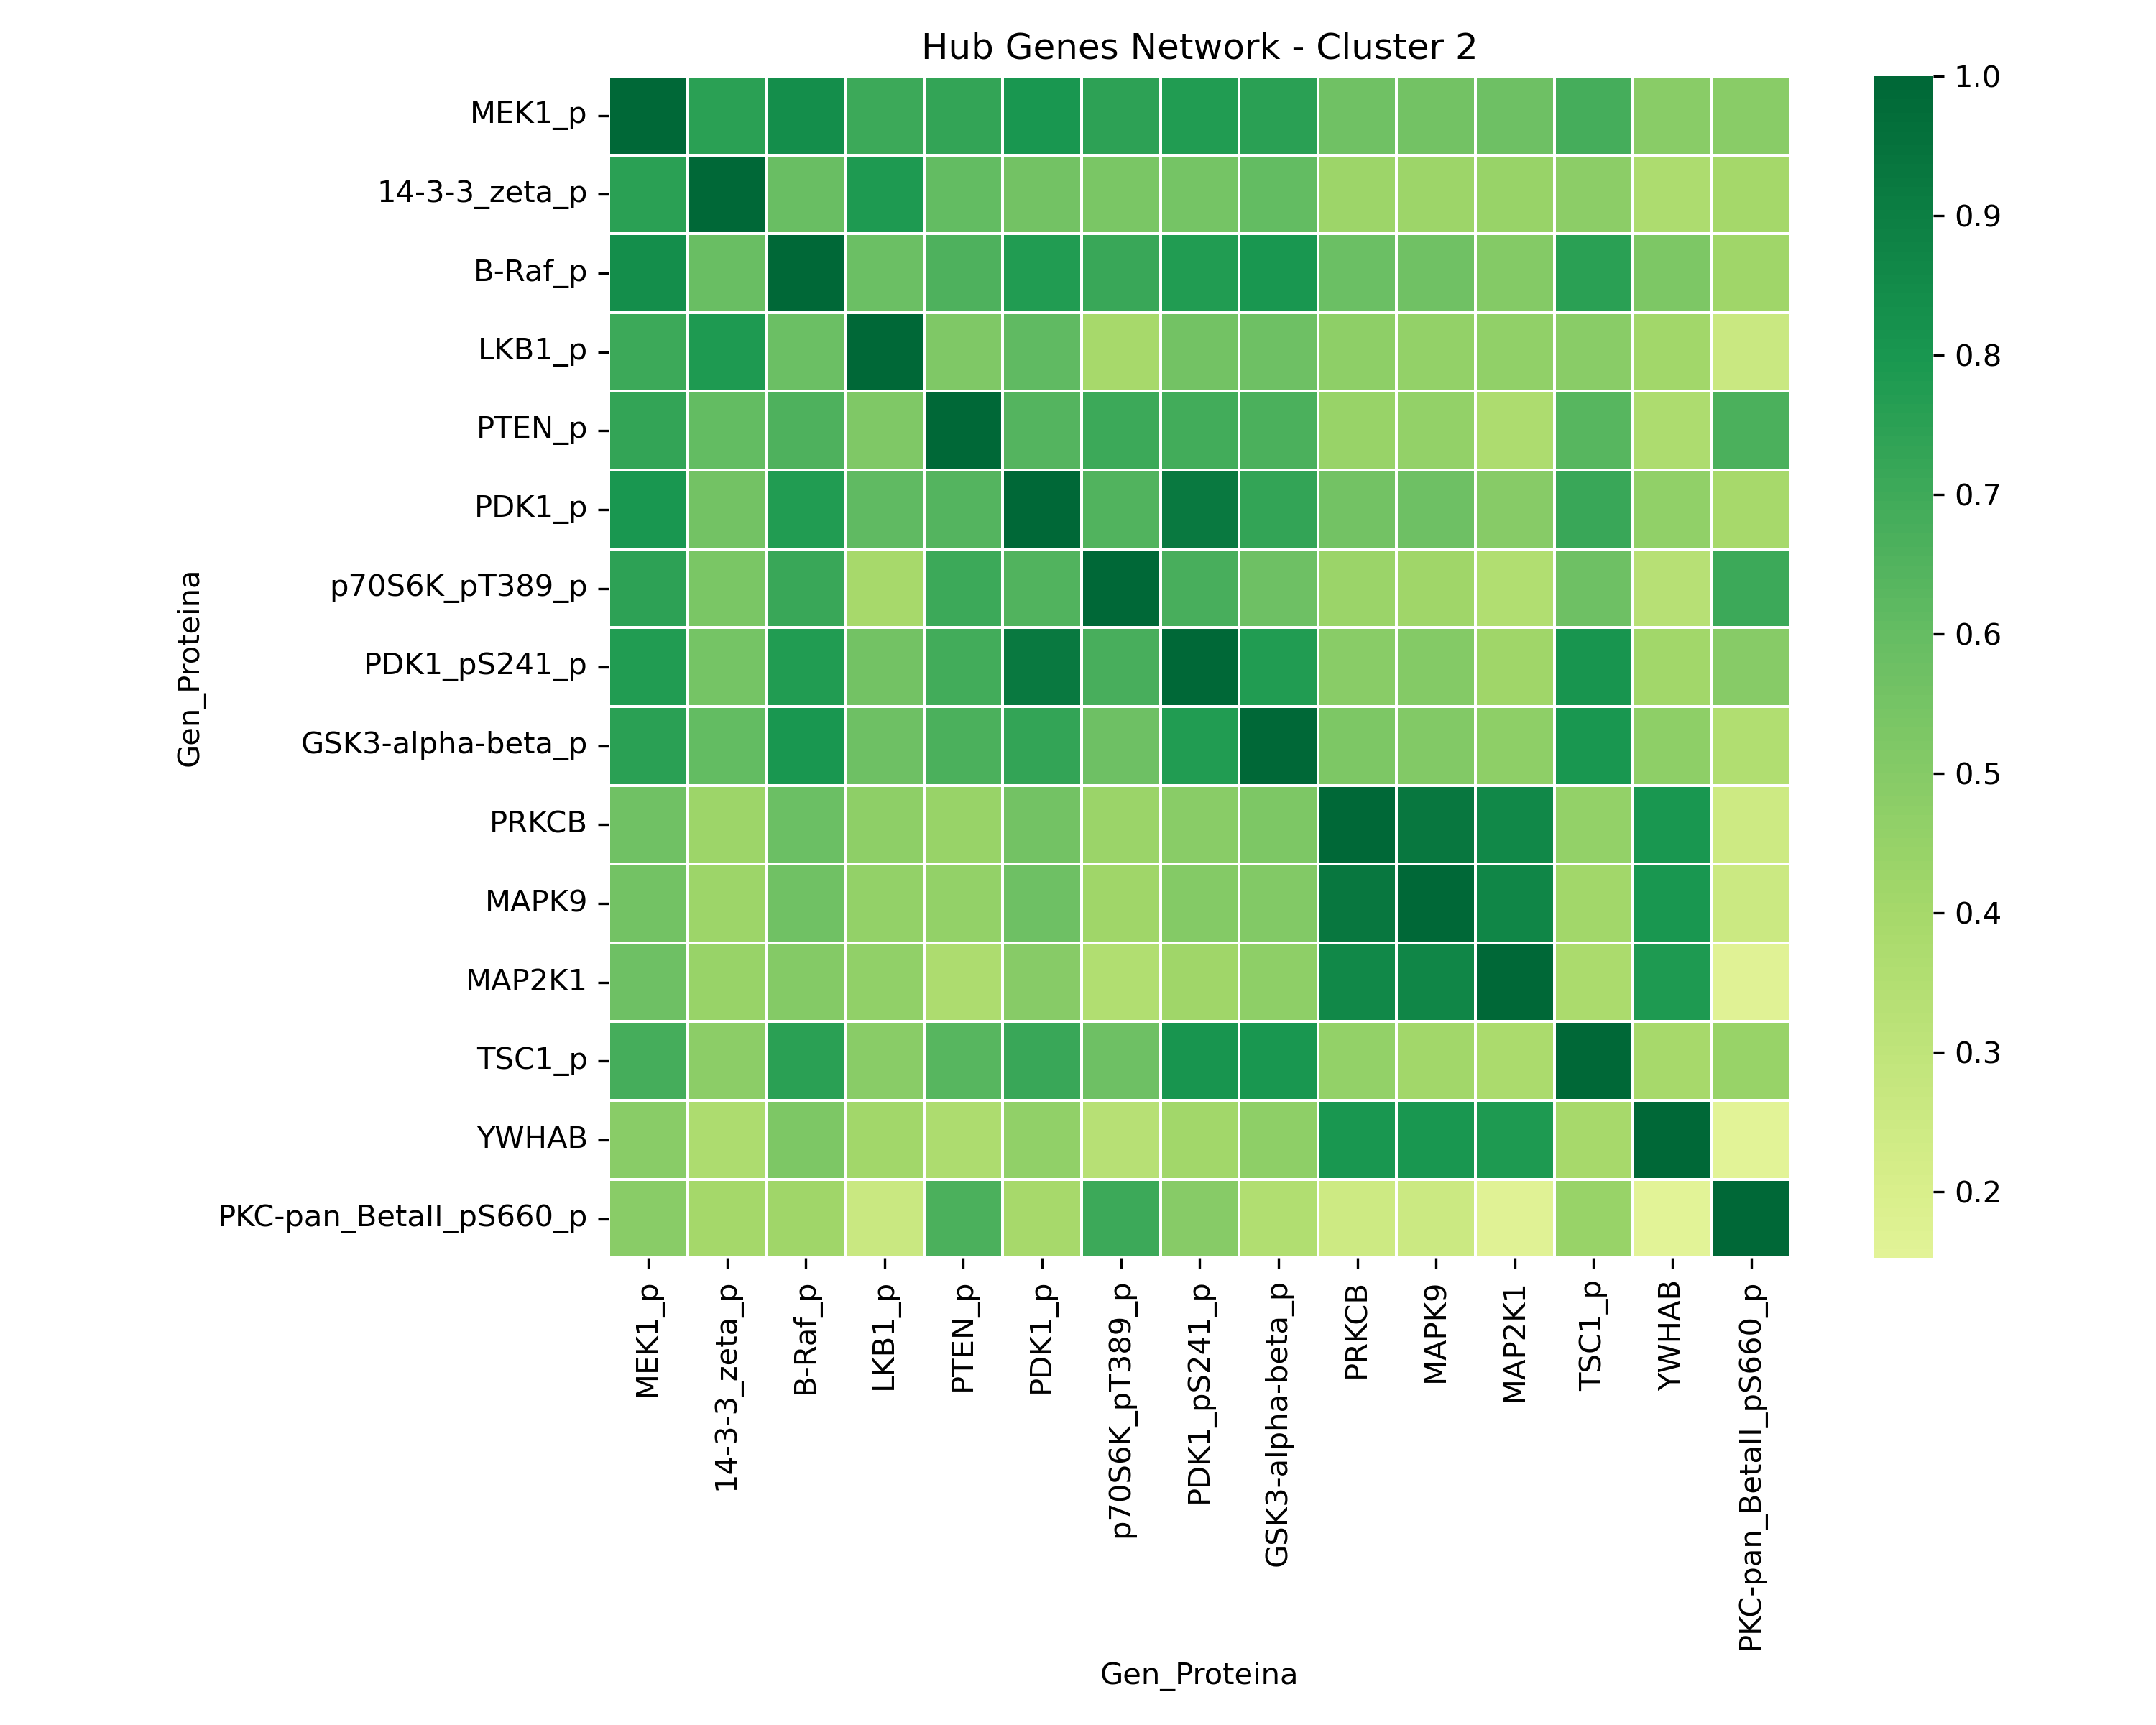 Hub Genes Network - Cluster 2
Gen_Proteina
MEK1_p
14-3-3_zeta_p
B-Raf_p
LKB1_p
PTEN_p
PDK1_p
p70S6K_pT389_p
PDK1_pS241_p
GSK3-alpha-beta_p
PRKCB
MAPK9
MAP2K1
TSC1_p
YWHAB
PKC-pan_BetaII_pS660_p
MEK1_p
14-3-3_zeta_p
B-Raf_p
LKB1_p
PTEN_p
PDK1_p
p70S6K_pT389_p
PDK1_pS241_p
GSK3-alpha-beta_p
PRKCB
MAPK9
MAP2K1
TSC1_p
YWHAB
PKC-pan_BetaII_pS660_p
Gen_Proteina
1.0
0.9
0.8
0.7
0.6
0.5
0.4
0.3
0.2